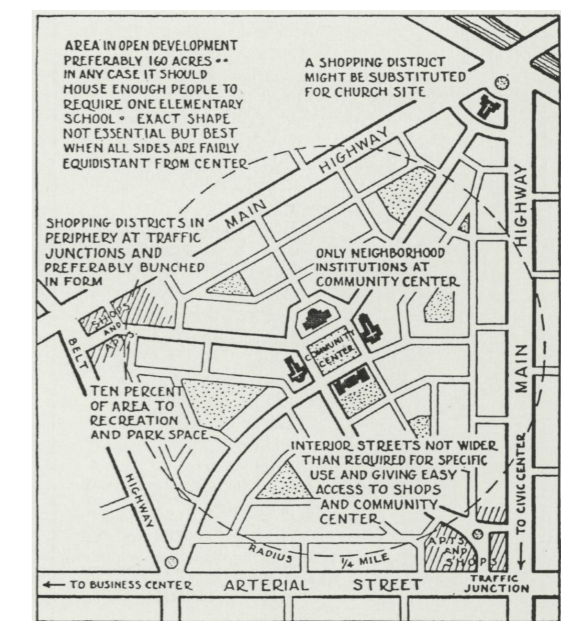 AREA IN OPEN DEVELOPMENT
PREFERABLY 160 ACRES ••
IN ANY CASE IT SHOULD
HOUSE ENOUGH PEOPLE TO
REQUIRE ONE ELEMENTARY
SCHOOL • EXACT SHAPE
NOT ESSENTIAL BUT BEST
WHEN ALL SIDES ARE FAIRLY
EQUIDISTANT FROM CENTER
A SHOPPING DISTRICT
MIGHT BE SUBSTITUTED
FOR CHURCH SITE
MAIN HIGHWAY
HIGHWAY
MAIN
SHOPPING DISTRICTS IN
PERIPHERY AT TRAFFIC
JUNCTIONS AND
PREFERABLY BUNCHED
IN FORM
ONLY NEIGHBORHOOD
INSTITUTIONS AT
COMMUNITY CENTER
SHOPS
AND
APTS
BELT
HIGHWAY
COMMUNITY
CENTER
TEN PERCENT
OF AREA TO
RECREATION
AND PARK SPACE
INTERIOR STREETS NOT WIDER
THAN REQUIRED FOR SPECIFIC
USE AND GIVING EASY
ACCESS TO SHOPS
AND COMMUNITY
CENTER
TO CIVIC CENTER
APTS
AND
SHOPS
RADIUS 1/4 MILE
← TO BUSINESS CENTER
ARTERIAL STREET
TRAFFIC
JUNCTION